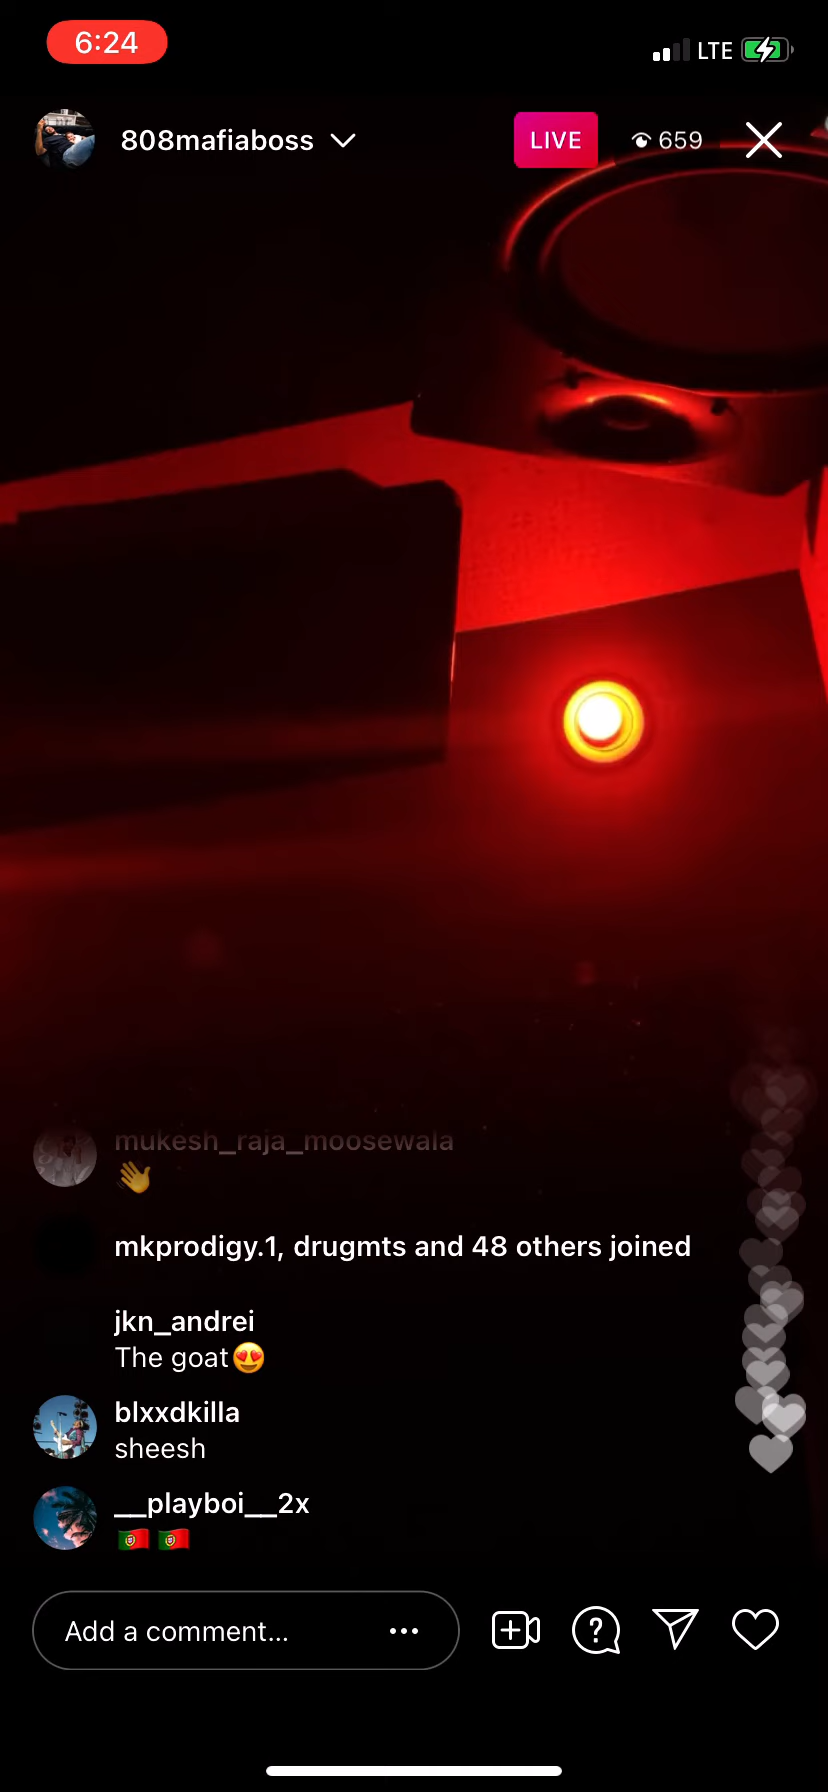 6:24
LTE
808mafiaboss
LIVE
659
mukesh_raja_moosewala
👋
mkprodigy.1, drugmts and 48 others joined
jkn_andrei
The goat😍
blxxdkilla
sheesh
__playboi__2x
🇵🇹🇵🇹
Add a comment...